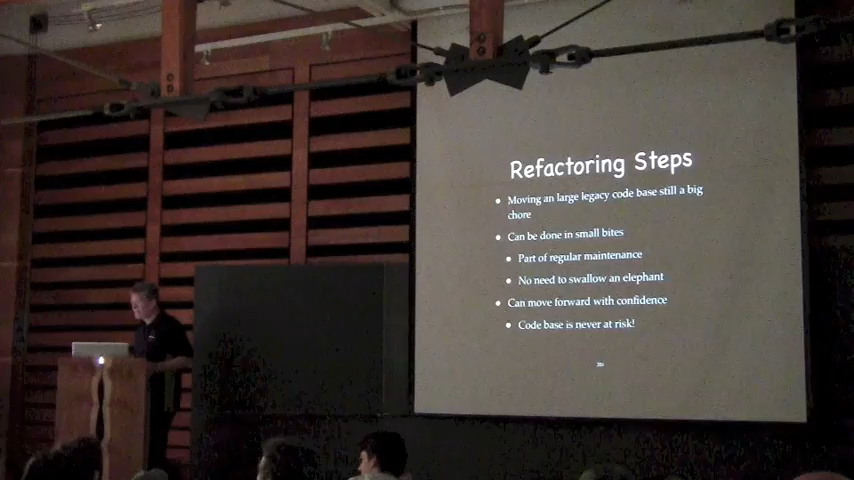 Refactoring Steps
• Moving an large legacy code base still a big
chore
• Can be done in small bites
• Part of regular maintenance
• No need to swallow an elephant
• Can move forward with confidence
• Code base is never at risk!